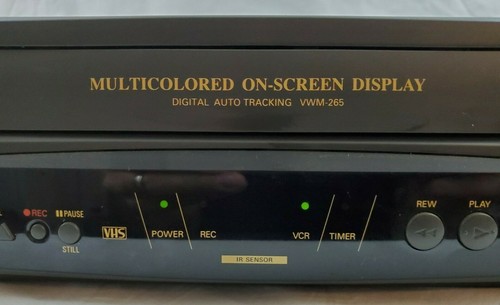 MULTICOLORED ON-SCREEN DISPLAY
DIGITAL AUTO TRACKING VWM-265
REC PAUSE
STILL
VHS
POWER REC
VCR TIMER
IR SENSOR
REW PLAY